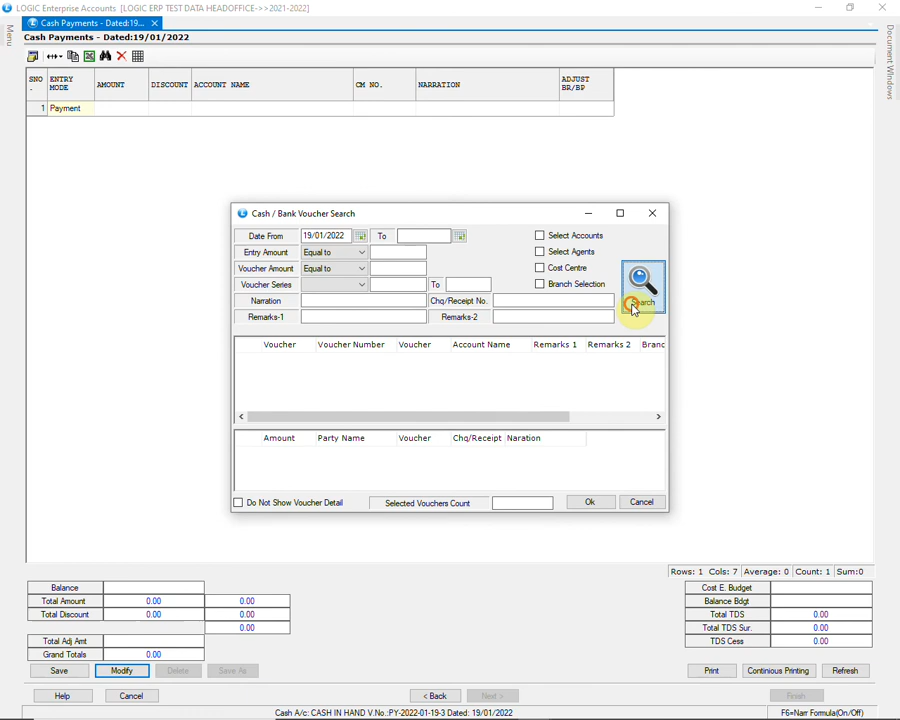 LOGIC Enterprise Accounts [LOGIC ERP TEST DATA HEADOFFICE->>2021-2022]
Menu
Cash Payments - Dated:19...
Document Windows
Cash Payments - Dated:19/01/2022
SNO. ENTRY MODE AMOUNT DISCOUNT ACCOUNT NAME CM NO. NARRATION ADJUST BR/BP
1 Payment
Cash / Bank Voucher Search
Date From 19/01/2022 To Select Accounts
Entry Amount Equal to Select Agents
Voucher Amount Equal to Cost Centre
Voucher Series To Branch Selection
Search
Narration Chq/Receipt No.
Remarks-1 Remarks-2
Voucher Voucher Number Voucher Account Name Remarks 1 Remarks 2 Branc
Amount Party Name Voucher Chq/Receipt Naration
Do Not Show Voucher Detail Selected Vouchers Count Ok Cancel
Rows: 1 Cols: 7 Average: 0 Count: 1 Sum:0
Balance Cost E. Budget
Total Amount 0.00 0.00 Balance Bdgt
Total Discount 0.00 0.00 Total TDS 0.00
0.00 Total TDS Sur. 0.00
Total Adj Amt TDS Cess 0.00
Grand Totals 0.00
Save Modify Delete Save As Print Continious Printing Refresh
Help Cancel < Back Next > Finish
Cash A/c: CASH IN HAND V.No.:PY-2022-01-19-3 Dated: 19/01/2022 F6=Narr Formula(On/Off)